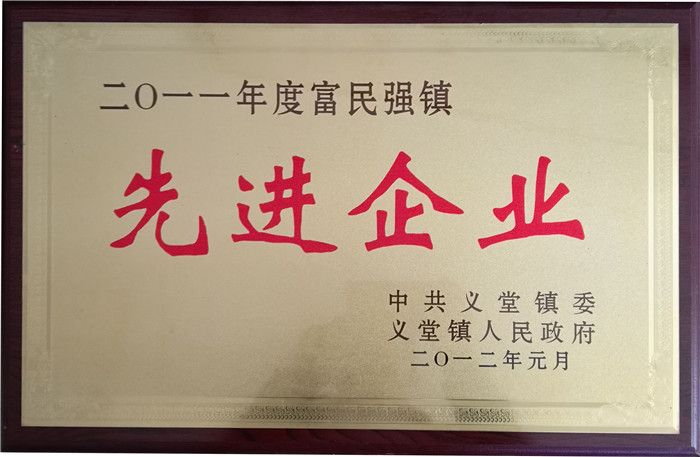 二〇一一年度富民强镇
先进企业
中共义堂镇委
义堂镇人民政府
二〇一二年元月